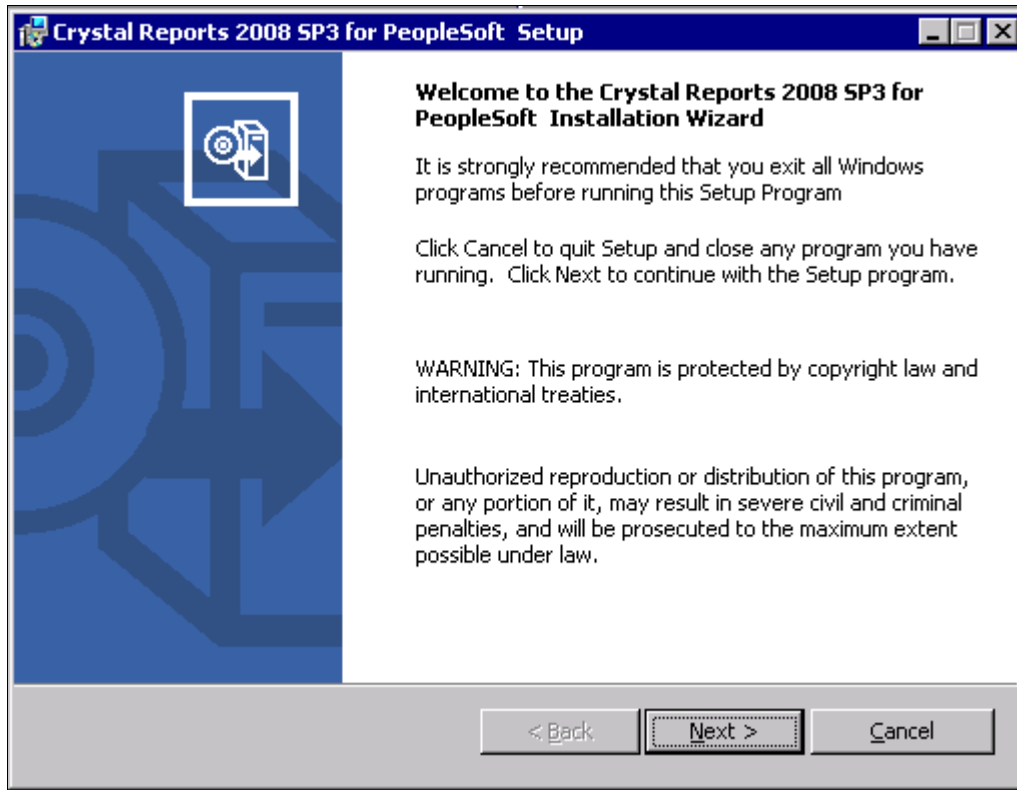 Crystal Reports 2008 SP3 for PeopleSoft  Setup
Welcome to the Crystal Reports 2008 SP3 for
PeopleSoft  Installation Wizard
It is strongly recommended that you exit all Windows
programs before running this Setup Program
Click Cancel to quit Setup and close any program you have
running.  Click Next to continue with the Setup program.
WARNING: This program is protected by copyright law and
international treaties.
Unauthorized reproduction or distribution of this program,
or any portion of it, may result in severe civil and criminal
penalties, and will be prosecuted to the maximum extent
possible under law.
< Back
Next >
Cancel